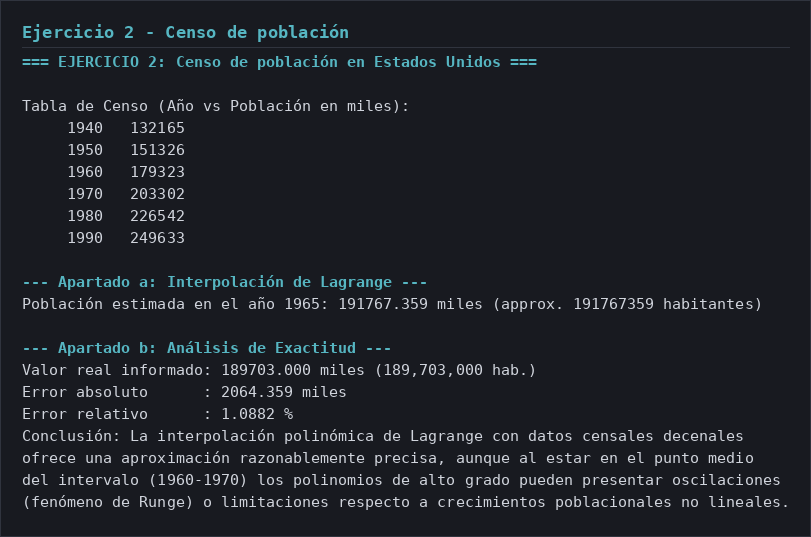 Ejercicio 2 - Censo de población
=== EJERCICIO 2: Censo de población en Estados Unidos ===
Tabla de Censo (Año vs Población en miles):
1940   132165
1950   151326
1960   179323
1970   203302
1980   226542
1990   249633
--- Apartado a: Interpolación de Lagrange ---
Población estimada en el año 1965: 191767.359 miles (approx. 191767359 habitantes)
--- Apartado b: Análisis de Exactitud ---
Valor real informado: 189703.000 miles (189,703,000 hab.)
Error absoluto      : 2064.359 miles
Error relativo      : 1.0882 %
Conclusión: La interpolación polinómica de Lagrange con datos censales decenales
ofrece una aproximación razonablemente precisa, aunque al estar en el punto medio
del intervalo (1960-1970) los polinomios de alto grado pueden presentar oscilaciones
(fenómeno de Runge) o limitaciones respecto a crecimientos poblacionales no lineales.